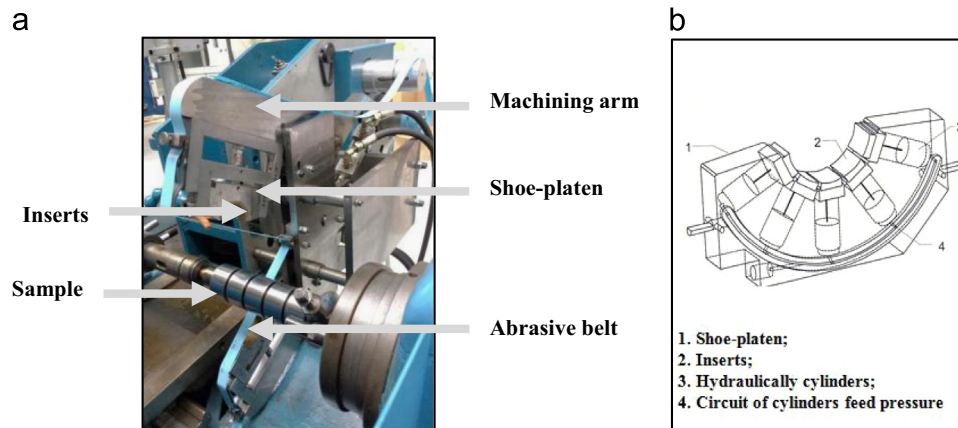 a
b
Machining arm
Shoe-platen
Inserts
Sample
Abrasive belt
1
2
3
4
1. Shoe-platen;
2. Inserts;
3. Hydraulically cylinders;
4. Circuit of cylinders feed pressure